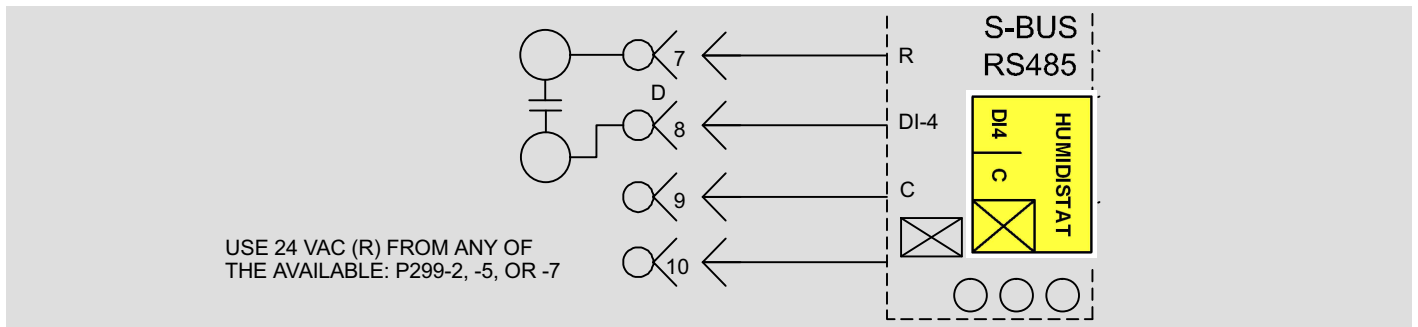 S-BUS
RS485
7
R
D
8
DI-4
9
C
10
DI4
C
HUMIDISTAT
USE 24 VAC (R) FROM ANY OF
THE AVAILABLE: P299-2, -5, OR -7